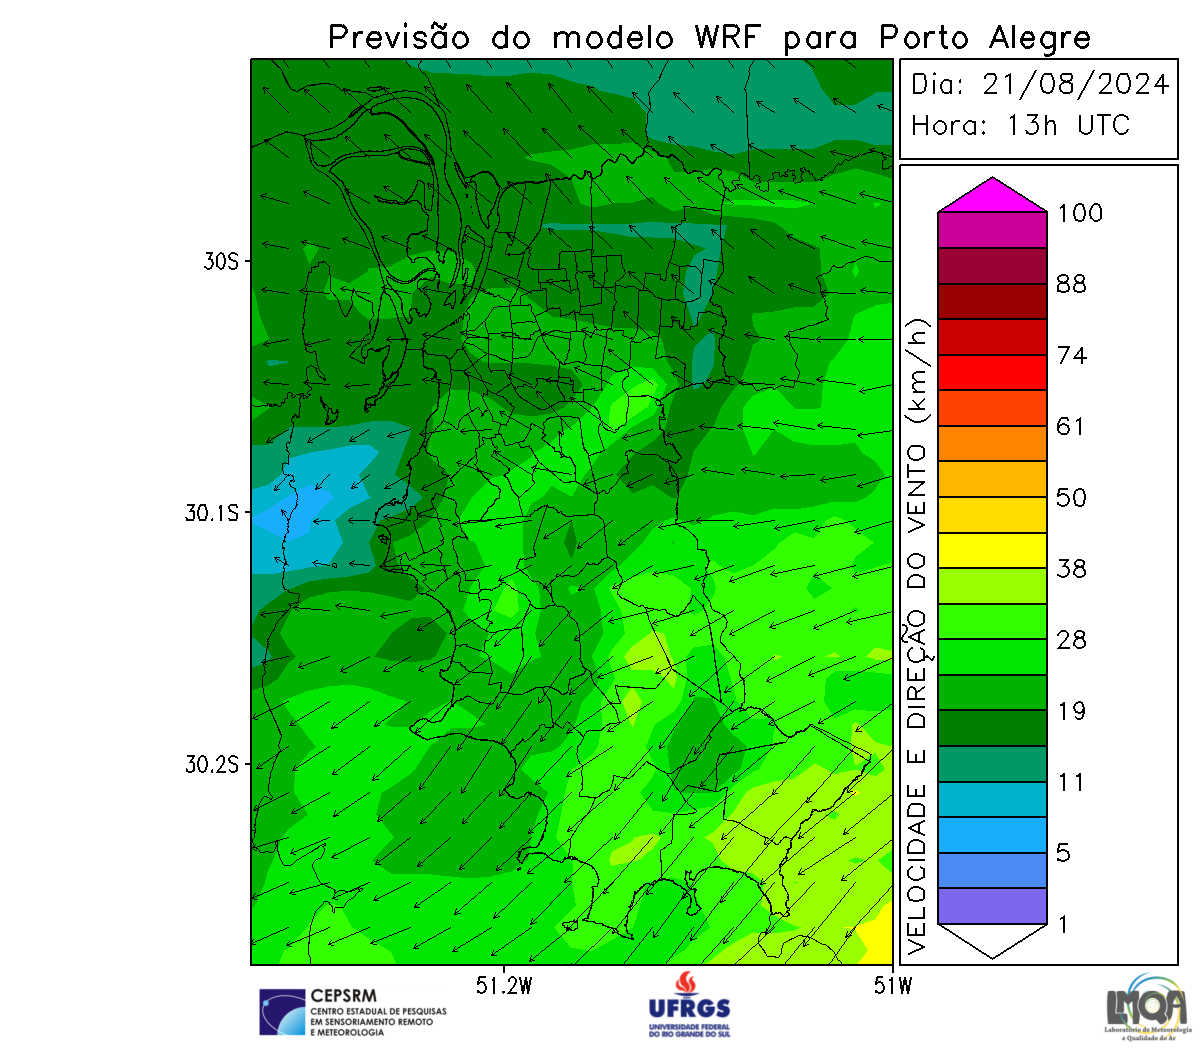 Previsão do modelo WRF para Porto Alegre
Dia: 21/08/2024
Hora: 13h UTC
30S
30.1S
30.2S
51.2W
51W
VELOCIDADE E DIREÇÃO DO VENTO (km/h)
100
88
74
61
50
38
28
19
11
5
1
CEPSRM
CENTRO ESTADUAL DE PESQUISAS
EM SENSORIAMENTO REMOTO
E METEOROLOGIA
UFRGS
UNIVERSIDADE FEDERAL
DO RIO GRANDE DO SUL
LMQA
Laboratório de Meteorologia
e Qualidade do Ar